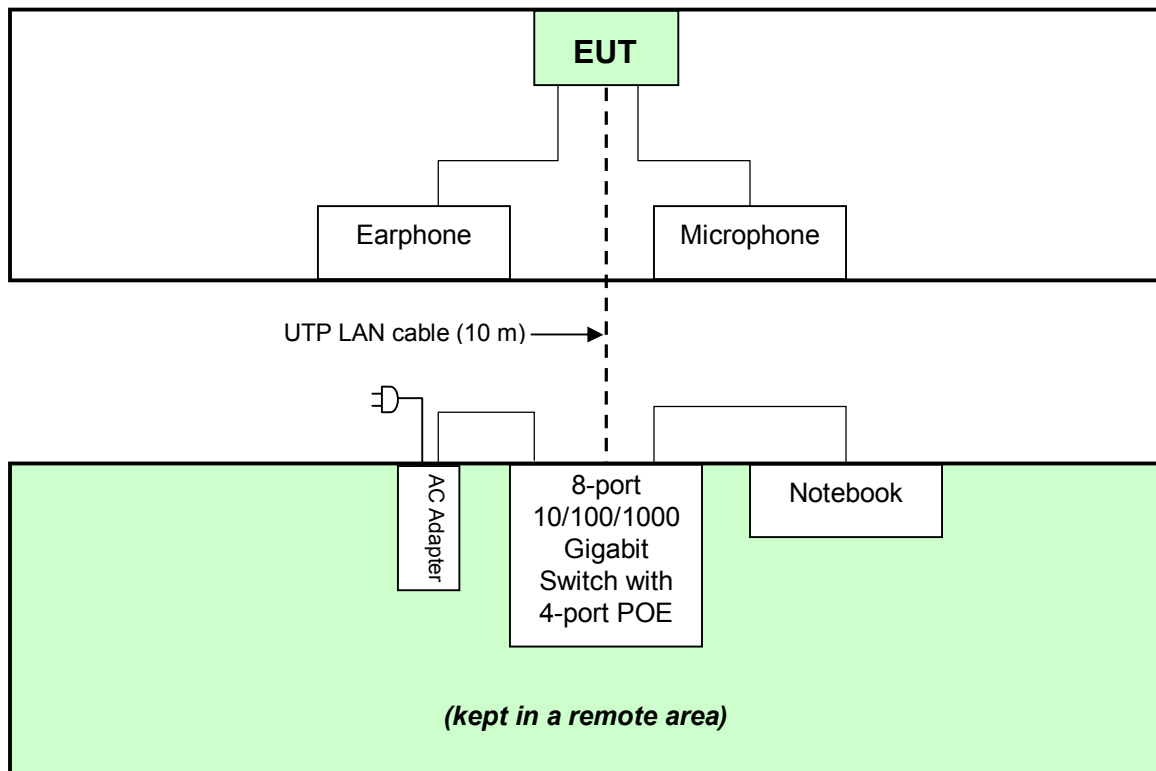 EUT
Earphone
Microphone
UTP LAN cable (10 m)
AC Adapter
8-port
10/100/1000
Gigabit
Switch with
4-port POE
Notebook
(kept in a remote area)